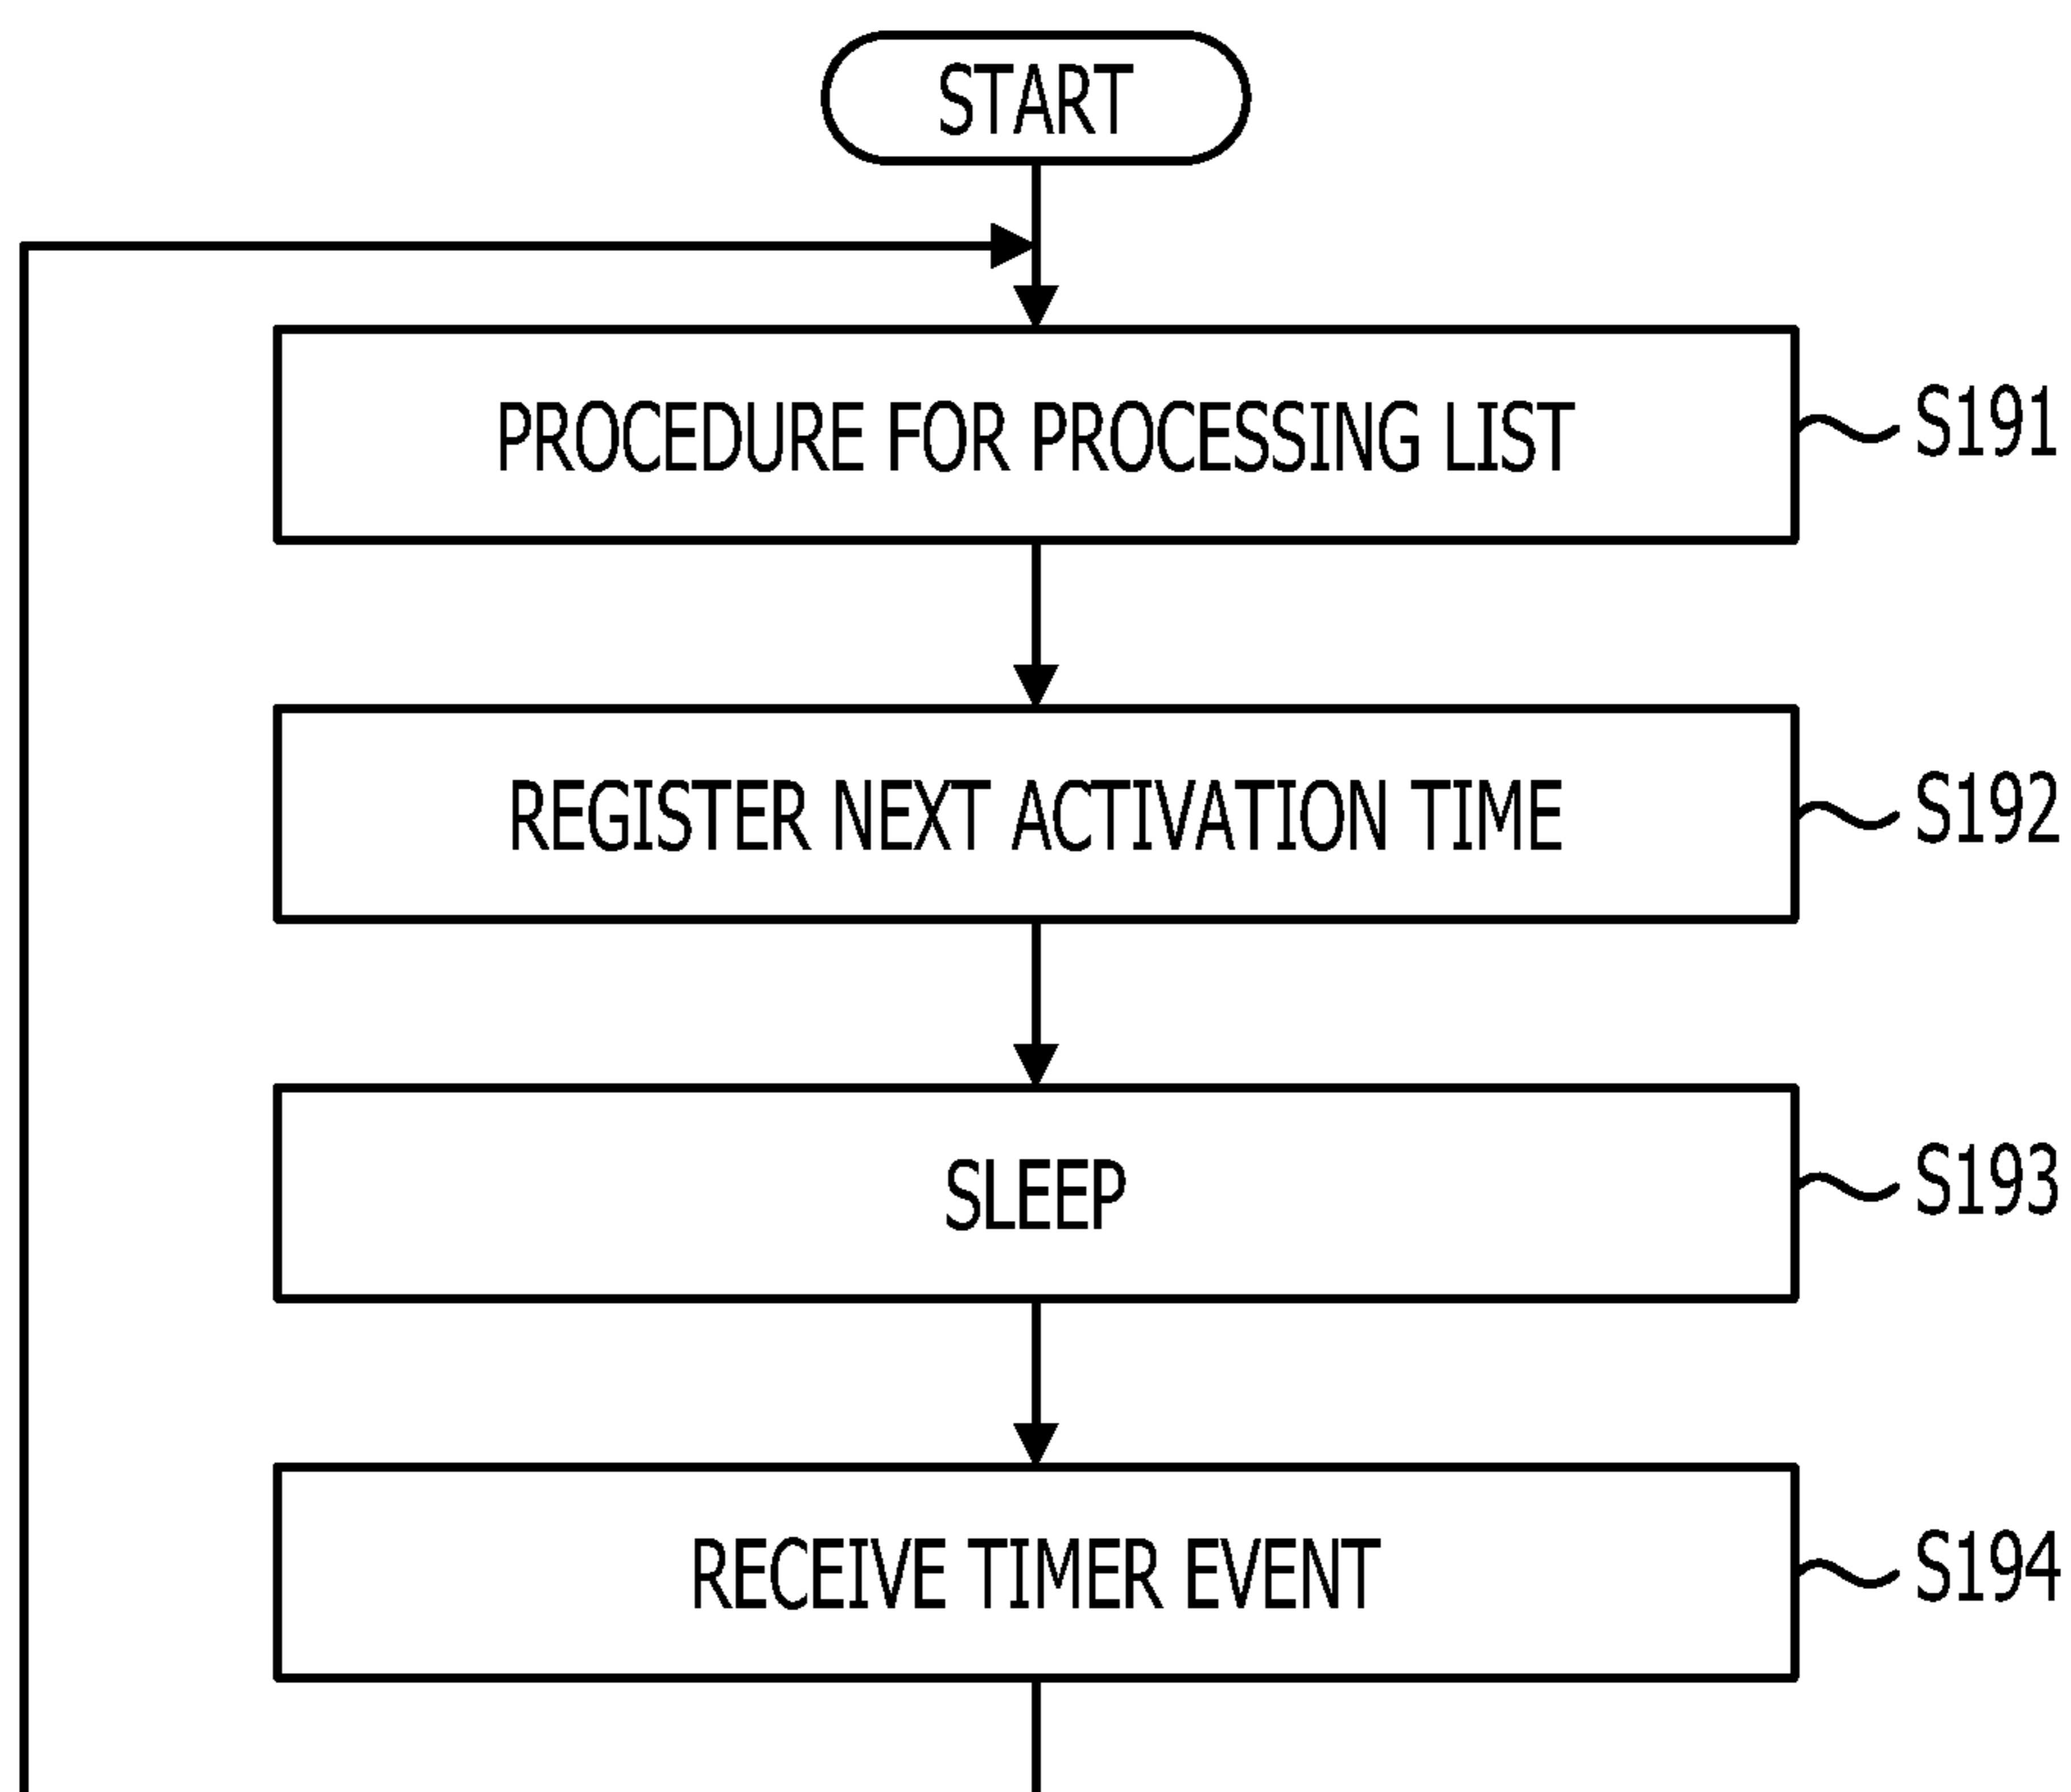 START
PROCEDURE FOR PROCESSING LIST
S191
REGISTER NEXT ACTIVATION TIME
S192
SLEEP
S193
RECEIVE TIMER EVENT
S194